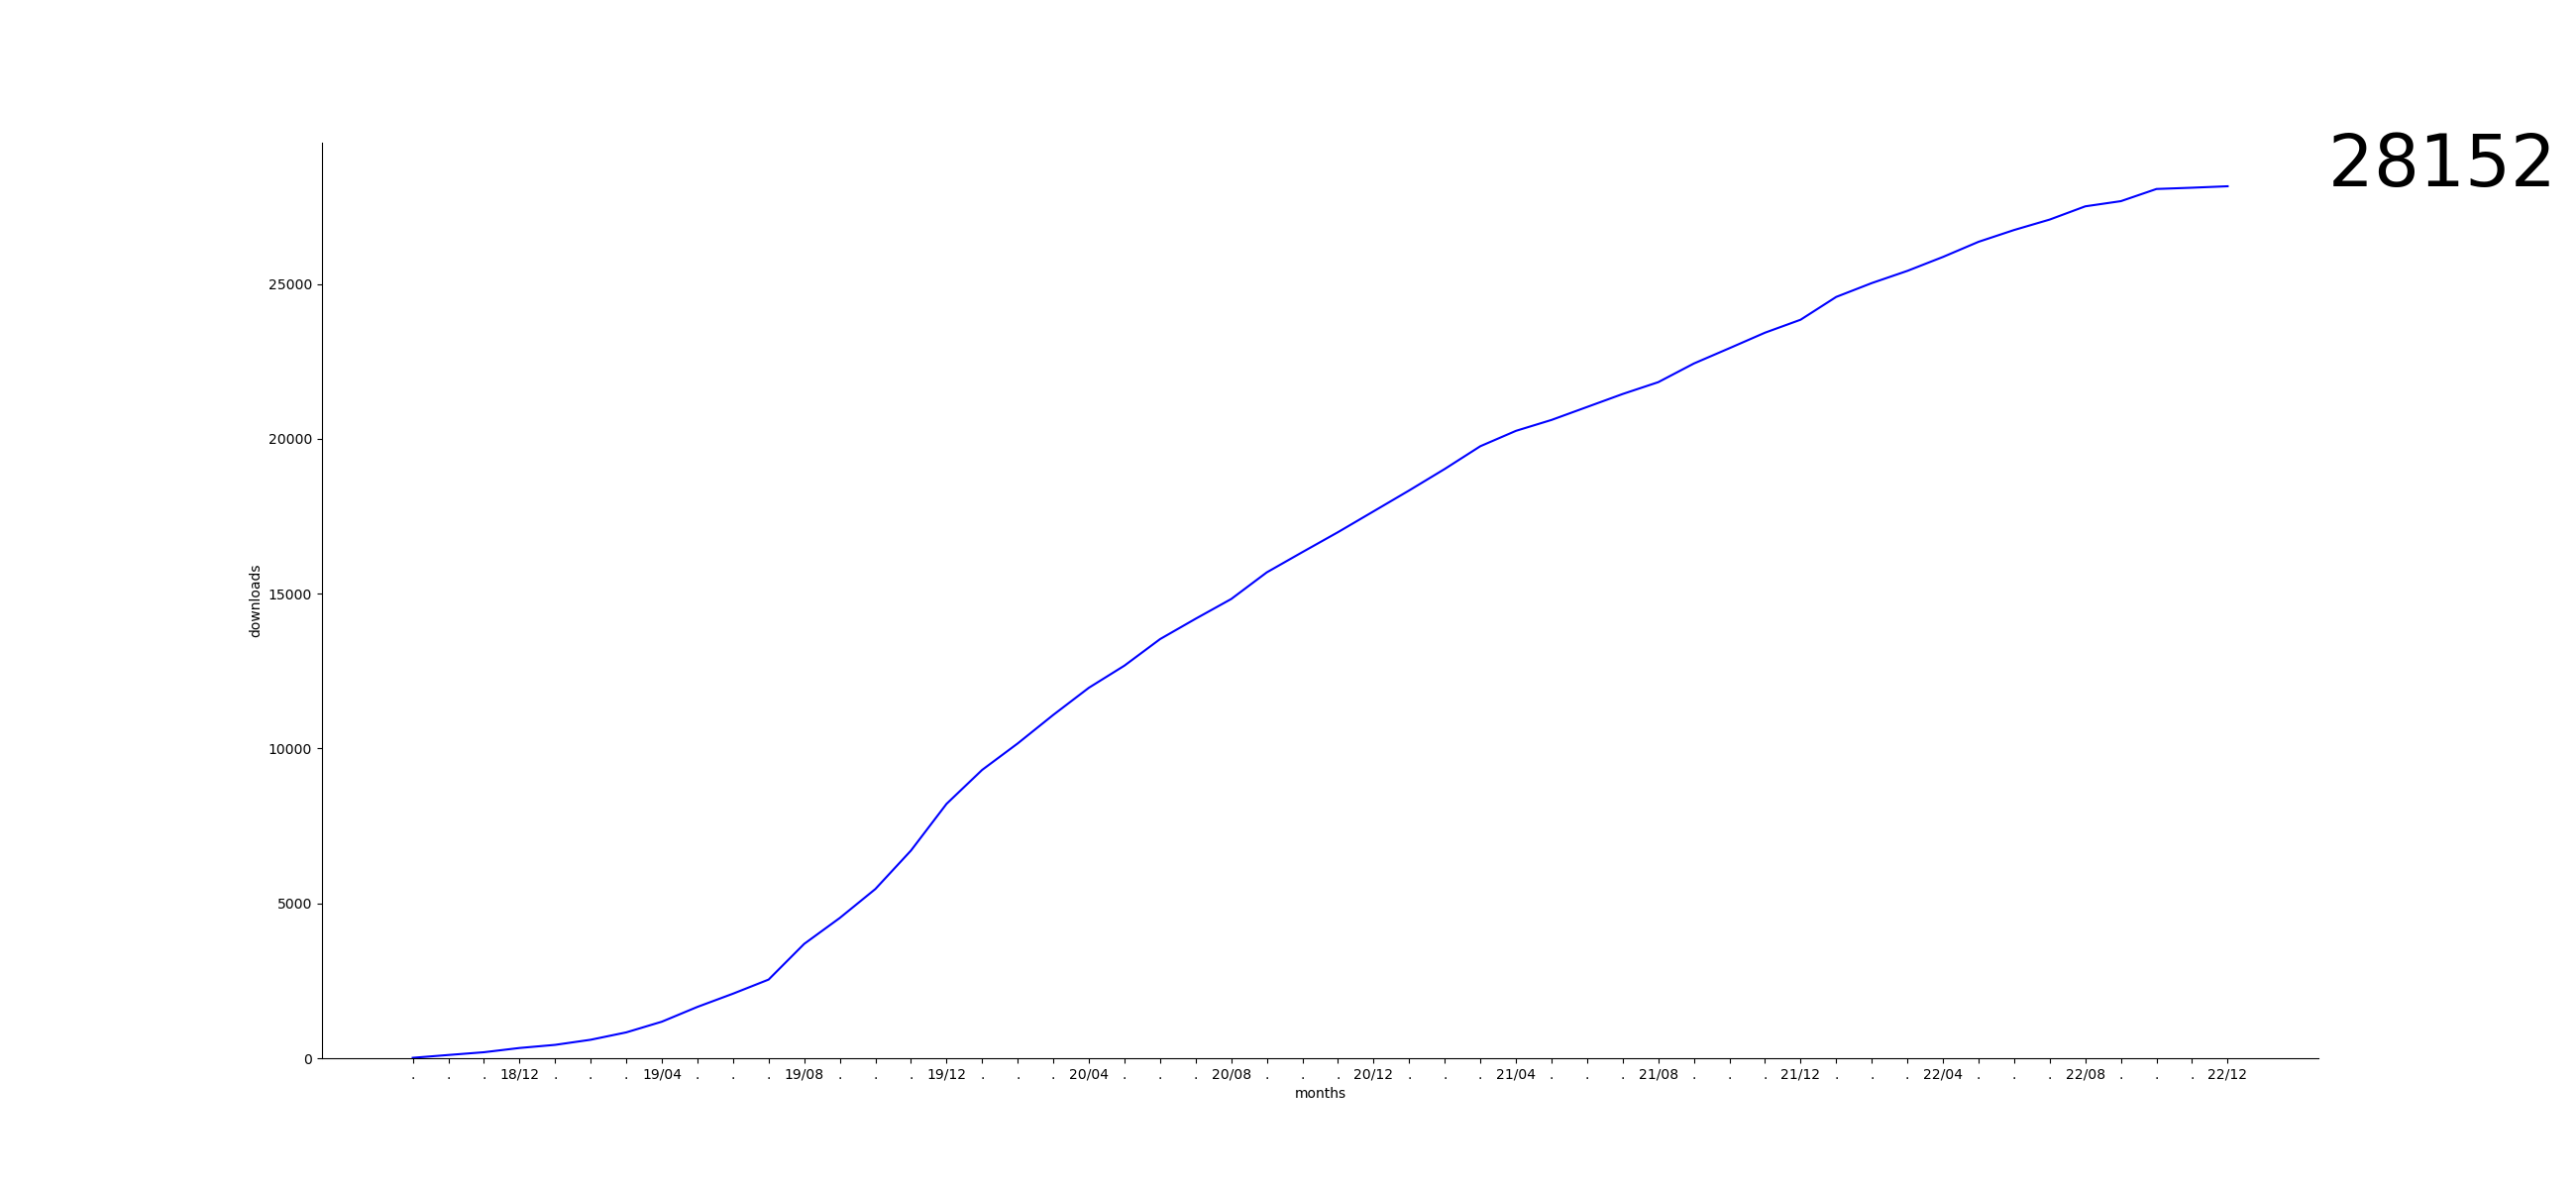 28152
25000
20000
15000
10000
5000
0
downloads
. . . 18/12 . . . 19/04 . . . 19/08 . . . 19/12 . . . 20/04 . . . 20/08 . . . 20/12 . . . 21/04 . . . 21/08 . . . 21/12 . . . 22/04 . . . 22/08 . . . 22/12
months